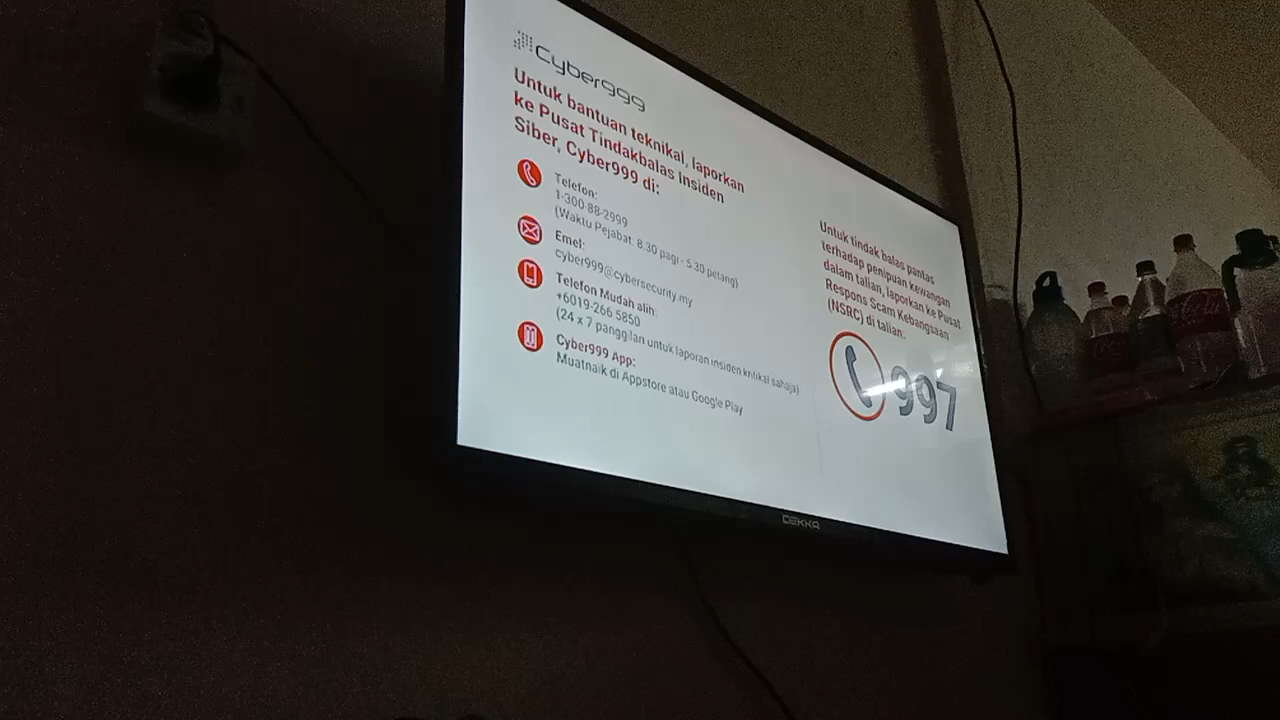 Cyber999
Untuk bantuan teknikal, laporkan
ke Pusat Tindakbalas Insiden
Siber, Cyber999 di:
Telefon:
1-300-88-2999
(Waktu Pejabat: 8.30 pagi - 5.30 petang)
Emel:
cyber999@cybersecurity.my
Telefon Mudah alih:
+6019-266 5850
(24 x 7 panggilan untuk laporan insiden kritikal sahaja)
Cyber999 App:
Muatnaik di Appstore atau Google Play
Untuk tindak balas pantas
terhadap penipuan kewangan
dalam talian, laporkan ke Pusat
Respons Scam Kebangsaan
(NSRC) di talian:
997
DEKKA